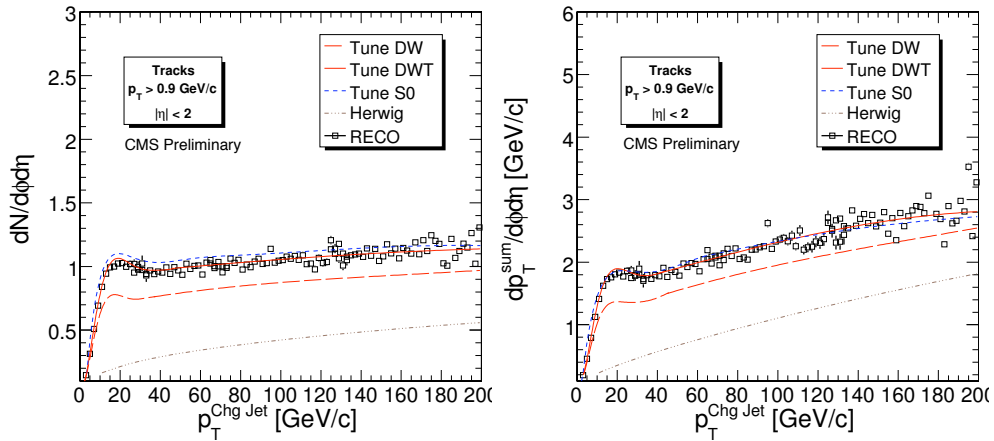 dN/dφdη
3
2.5
2
1.5
1
0.5
Tracks
p_T > 0.9 GeV/c
|η| < 2
CMS Preliminary
Tune DW
Tune DWT
Tune S0
Herwig
RECO
0 20 40 60 80 100 120 140 160 180 200
p_T^Chg Jet [GeV/c]
dp_T^sum/dφdη [GeV/c]
6
5
4
3
2
1
Tracks
p_T > 0.9 GeV/c
|η| < 2
CMS Preliminary
Tune DW
Tune DWT
Tune S0
Herwig
RECO
0 20 40 60 80 100 120 140 160 180 200
p_T^Chg Jet [GeV/c]